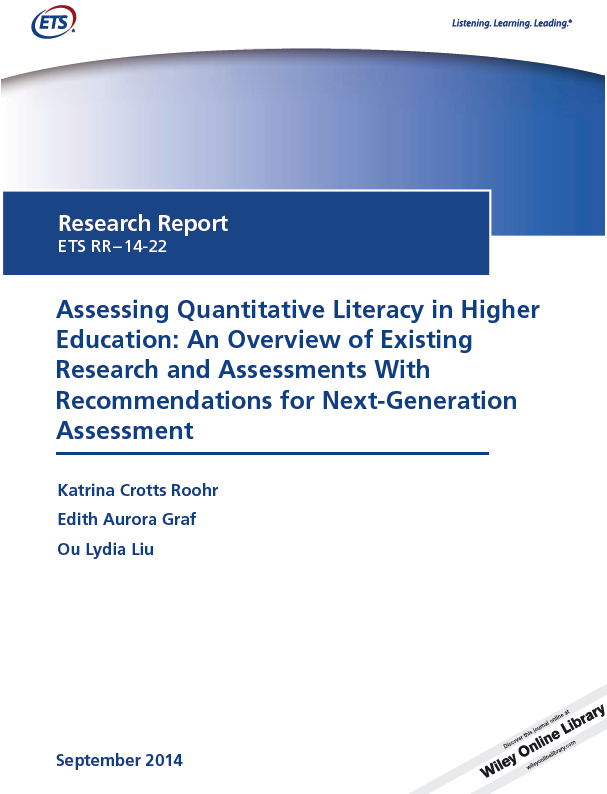 ETS
Listening. Learning. Leading.®
Research Report
ETS RR–14-22
Assessing Quantitative Literacy in Higher
Education: An Overview of Existing
Research and Assessments With
Recommendations for Next-Generation
Assessment
Katrina Crotts Roohr
Edith Aurora Graf
Ou Lydia Liu
September 2014
Discover this journal online at
Wiley Online Library
wileyonlinelibrary.com